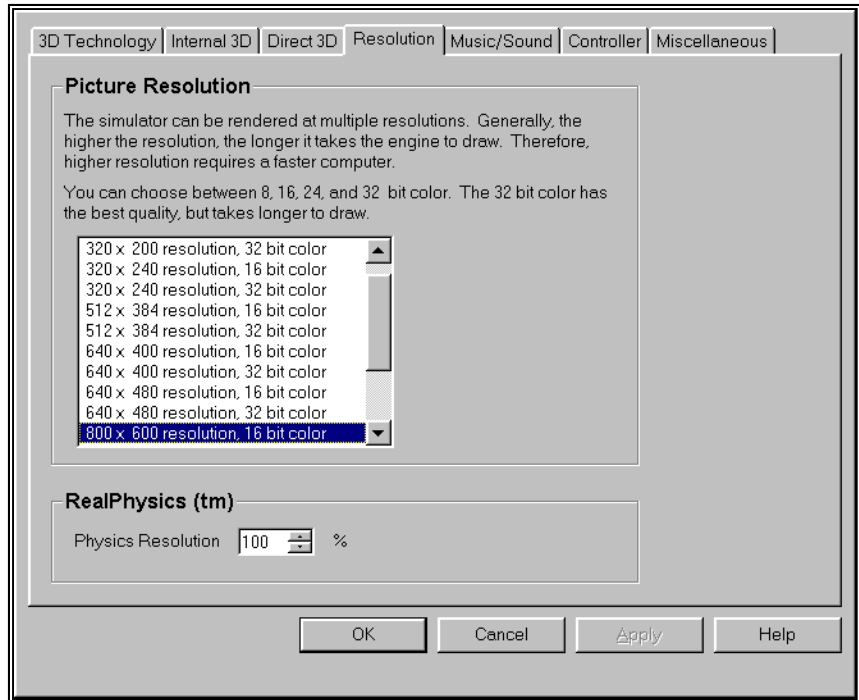 3D Technology Internal 3D Direct 3D Resolution Music/Sound Controller Miscellaneous
Picture Resolution
The simulator can be rendered at multiple resolutions. Generally, the
higher the resolution, the longer it takes the engine to draw. Therefore,
higher resolution requires a faster computer.
You can choose between 8, 16, 24, and 32 bit color. The 32 bit color has
the best quality, but takes longer to draw.
320 x 200 resolution, 32 bit color
320 x 240 resolution, 16 bit color
320 x 240 resolution, 32 bit color
512 x 384 resolution, 16 bit color
512 x 384 resolution, 32 bit color
640 x 400 resolution, 16 bit color
640 x 400 resolution, 32 bit color
640 x 480 resolution, 16 bit color
640 x 480 resolution, 32 bit color
800 x 600 resolution, 16 bit color
RealPhysics (tm)
Physics Resolution 100 %
OK Cancel Apply Help